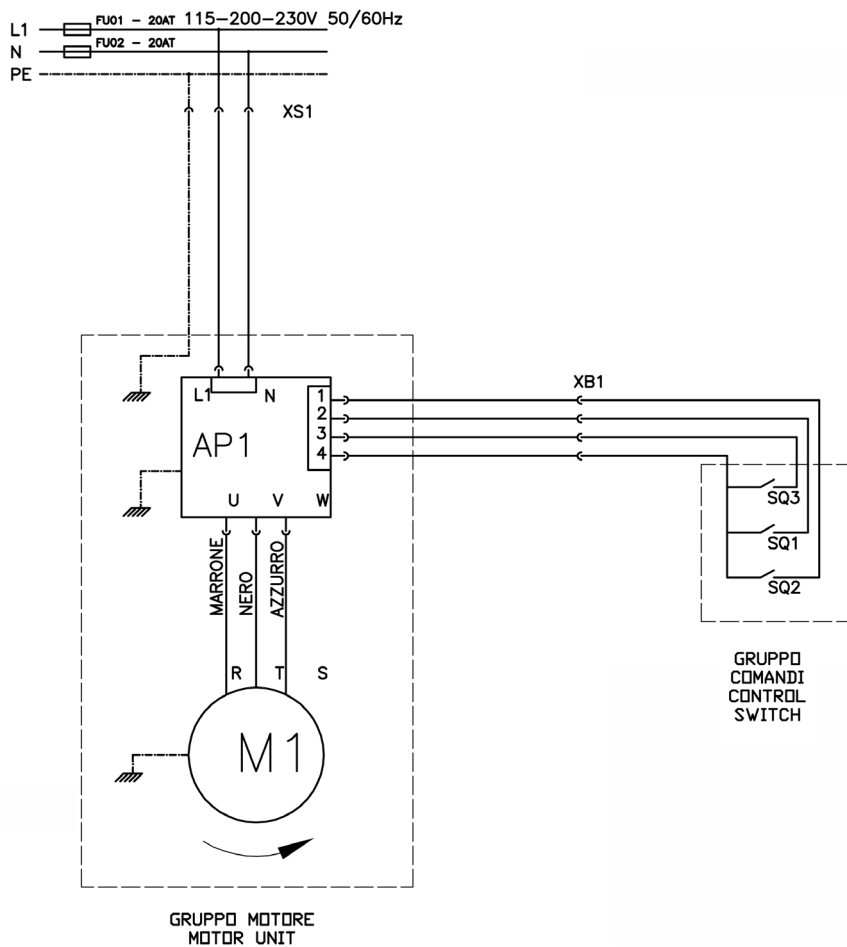 L1 FU01 - 20AT 115-200-230V 50/60Hz
N FU02 - 20AT
PE
XS1
XB1
L1 N 1
2
3
AP1 4
SQ3
U V W
SQ1
MARRONE NERO AZZURRO
SQ2
R T S
GRUPPO
COMANDI
CONTROL
SWITCH
M1
GRUPPO MOTORE
MOTOR UNIT